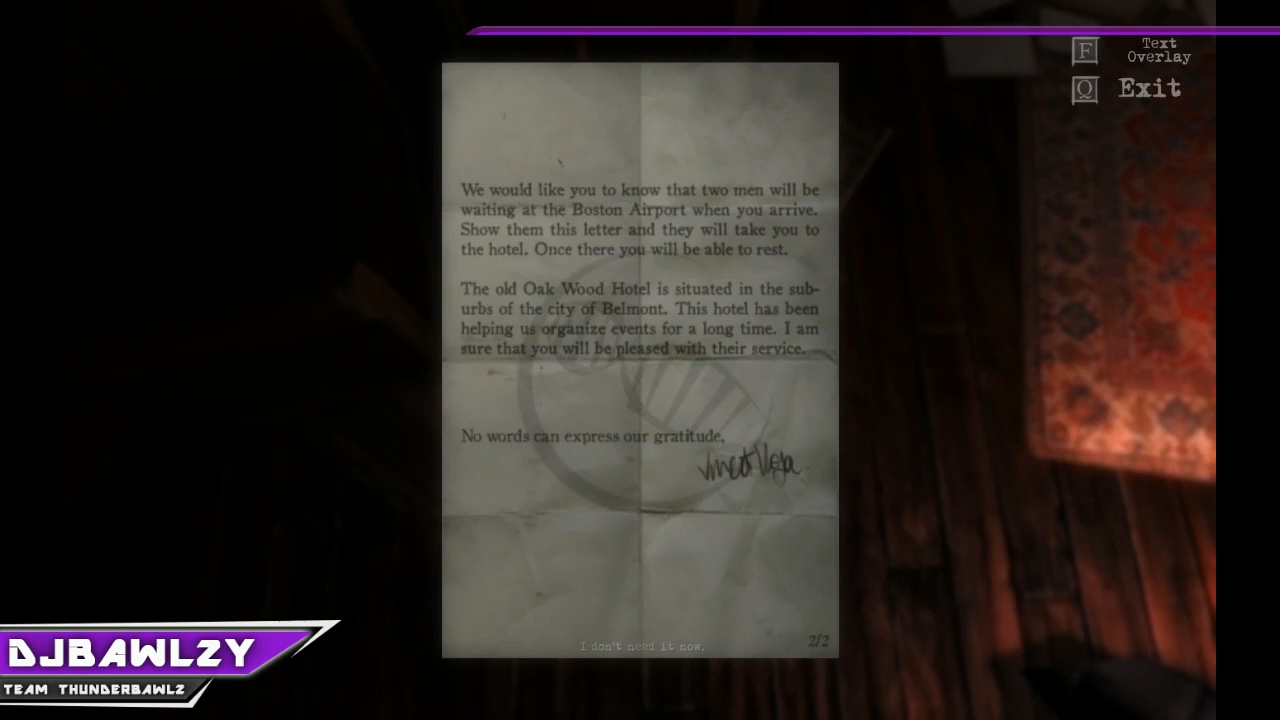 F Text
Overlay
Q Exit
We would like you to know that two men will be
waiting at the Boston Airport when you arrive.
Show them this letter and they will take you to
the hotel. Once there you will be able to rest.
The old Oak Wood Hotel is situated in the sub-
urbs of the city of Belmont. This hotel has been
helping us organize events for a long time. I am
sure that you will be pleased with their service.
No words can express our gratitude,
I don't need it now.
2/2
DJBAWLZY
TEAM THUNDERBAWLZ